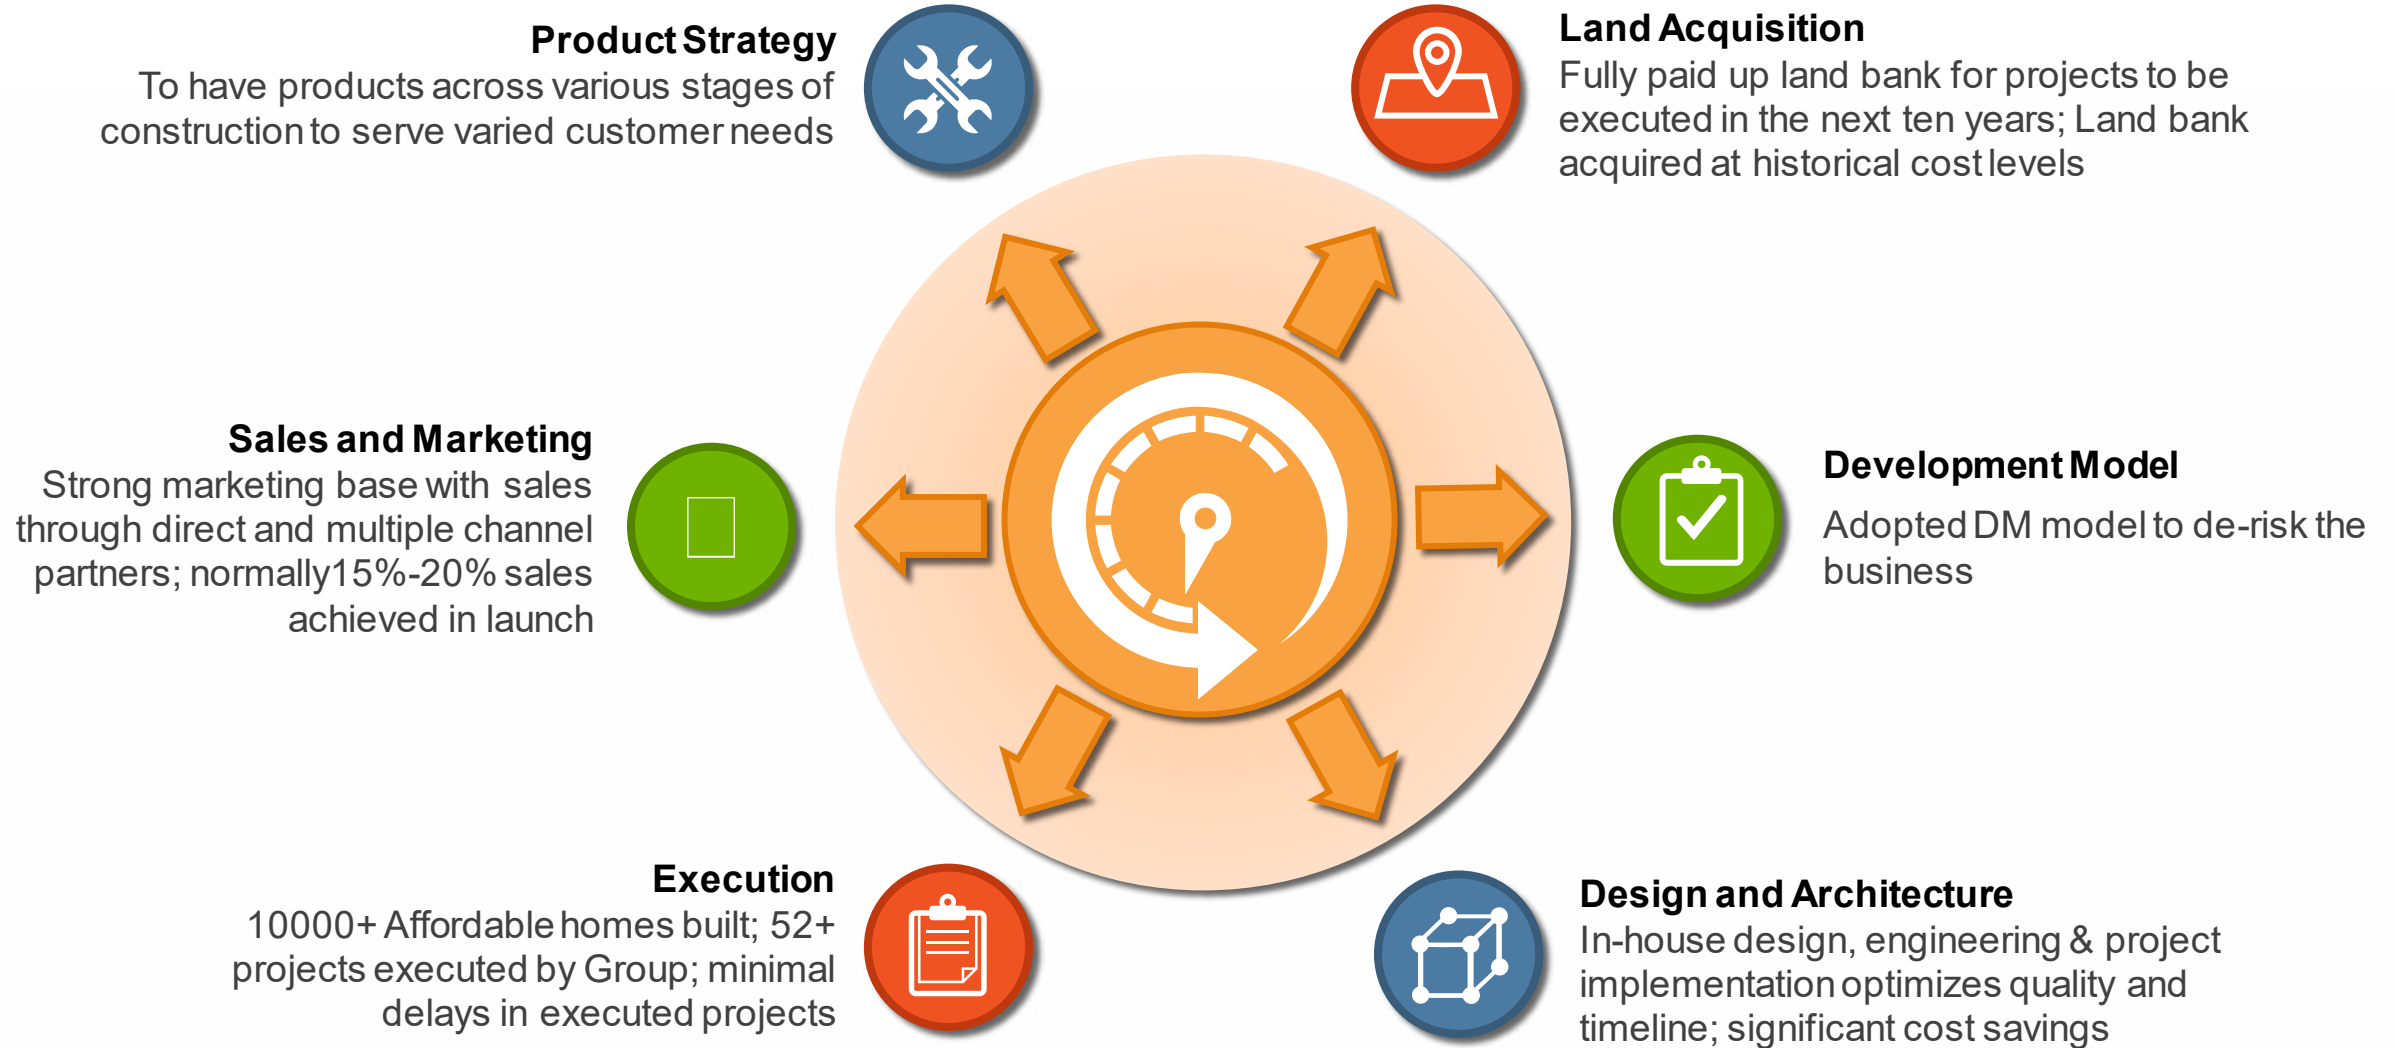 Product Strategy
To have products across various stages of
construction to serve varied customer needs
Land Acquisition
Fully paid up land bank for projects to be
executed in the next ten years; Land bank
acquired at historical cost levels
Sales and Marketing
Strong marketing base with sales
through direct and multiple channel
partners; normally15%-20% sales
achieved in launch
Development Model
Adopted DM model to de-risk the
business
Execution
10000+ Affordable homes built; 52+
projects executed by Group; minimal
delays in executed projects
Design and Architecture
In-house design, engineering & project
implementation optimizes quality and
timeline; significant cost savings